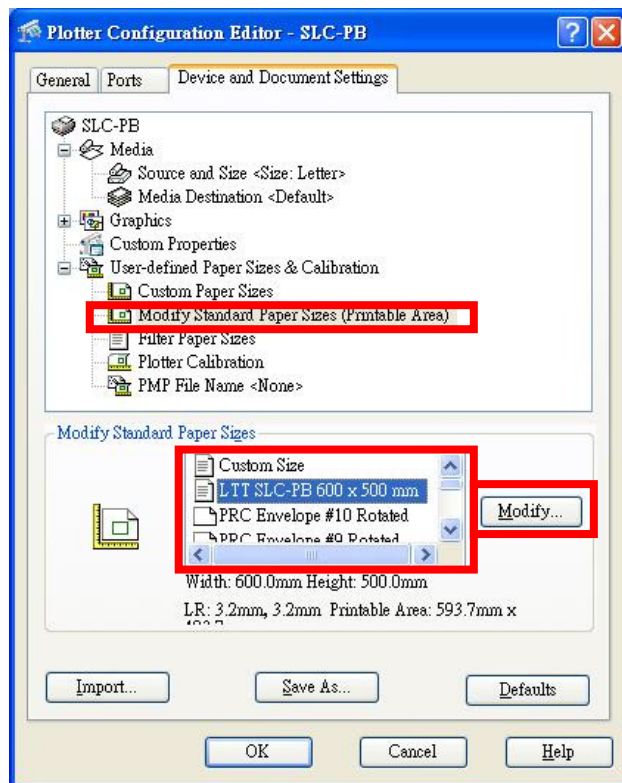 Plotter Configuration Editor - SLC-PB
General Ports Device and Document Settings
SLC-PB
Media
Source and Size <Size: Letter>
Media Destination <Default>
Graphics
Custom Properties
User-defined Paper Sizes & Calibration
Custom Paper Sizes
Modify Standard Paper Sizes (Printable Area)
Filter Paper Sizes
Plotter Calibration
PMP File Name <None>
Modify Standard Paper Sizes
Custom Size
LTT SLC-PB 600 x 500 mm
PRC Envelope #10 Rotated
PRC Envelope #9 Rotated
Modify...
Width: 600.0mm Height: 500.0mm
LR: 3.2mm, 3.2mm Printable Area: 593.7mm x
Import... Save As... Defaults
OK Cancel Help